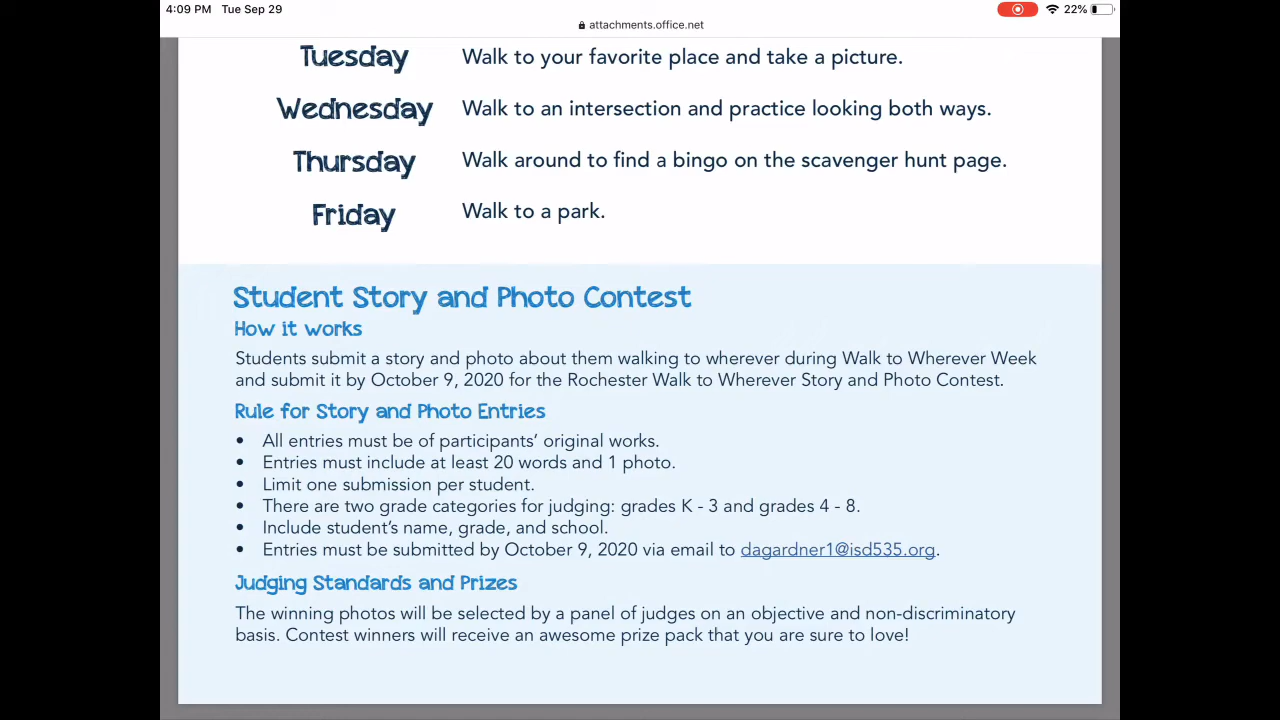 4:09 PM Tue Sep 29 22%
attachments.office.net
Tuesday Walk to your favorite place and take a picture.
Wednesday Walk to an intersection and practice looking both ways.
Thursday Walk around to find a bingo on the scavenger hunt page.
Friday Walk to a park.
Student Story and Photo Contest
How it works
Students submit a story and photo about them walking to wherever during Walk to Wherever Week
and submit it by October 9, 2020 for the Rochester Walk to Wherever Story and Photo Contest.
Rule for Story and Photo Entries
• All entries must be of participants’ original works.
• Entries must include at least 20 words and 1 photo.
• Limit one submission per student.
• There are two grade categories for judging: grades K - 3 and grades 4 - 8.
• Include student’s name, grade, and school.
• Entries must be submitted by October 9, 2020 via email to dagardner1@isd535.org.
Judging Standards and Prizes
The winning photos will be selected by a panel of judges on an objective and non-discriminatory
basis. Contest winners will receive an awesome prize pack that you are sure to love!